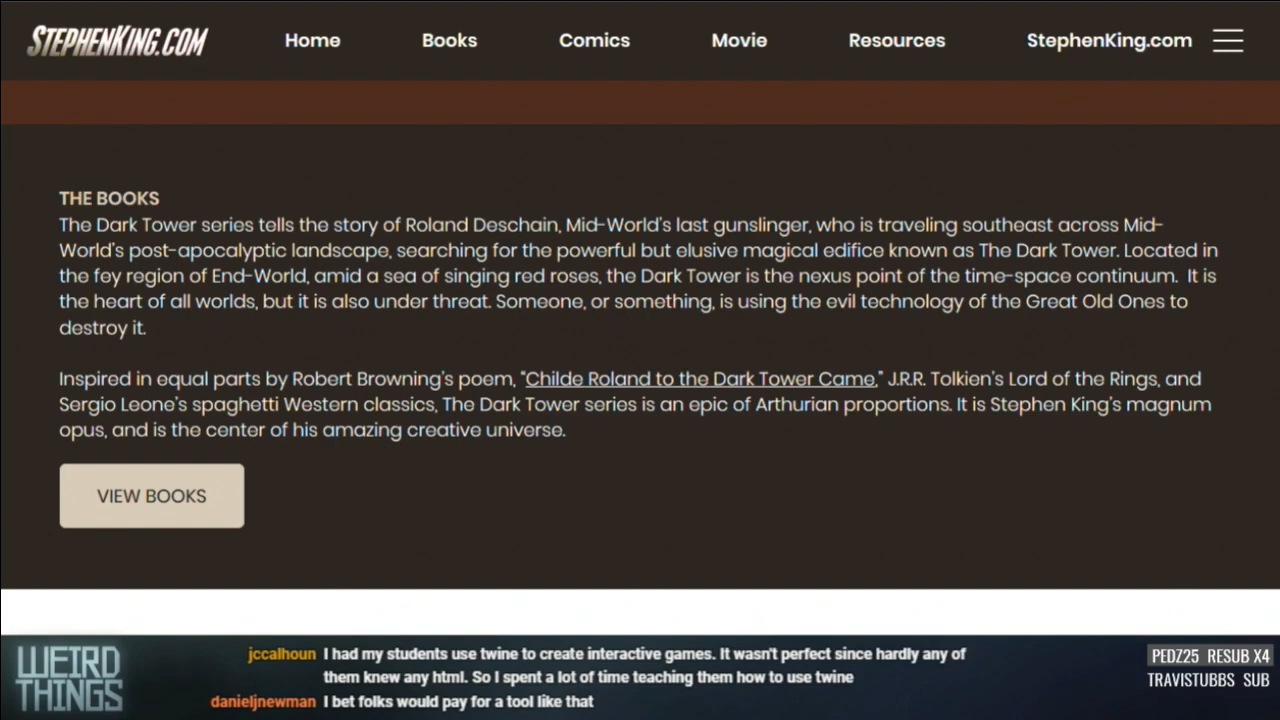 STEPHENKING.COM
Home
Books
Comics
Movie
Resources
StephenKing.com
THE BOOKS
The Dark Tower series tells the story of Roland Deschain, Mid-World's last gunslinger, who is traveling southeast across Mid-
World's post-apocalyptic landscape, searching for the powerful but elusive magical edifice known as The Dark Tower. Located in
the fey region of End-World, amid a sea of singing red roses, the Dark Tower is the nexus point of the time-space continuum. It is
the heart of all worlds, but it is also under threat. Someone, or something, is using the evil technology of the Great Old Ones to
destroy it.
Inspired in equal parts by Robert Browning's poem, "Childe Roland to the Dark Tower Came," J.R.R. Tolkien's Lord of the Rings, and
Sergio Leone's spaghetti Western classics, The Dark Tower series is an epic of Arthurian proportions. It is Stephen King's magnum
opus, and is the center of his amazing creative universe.
VIEW BOOKS
WEIRD
THINGS
jccalhoun I had my students use twine to create interactive games. It wasn't perfect since hardly any of
them knew any html. So I spent a lot of time teaching them how to use twine
danieljnewman I bet folks would pay for a tool like that
PEDZ25 RESUB X4
TRAVISTUBBS SUB